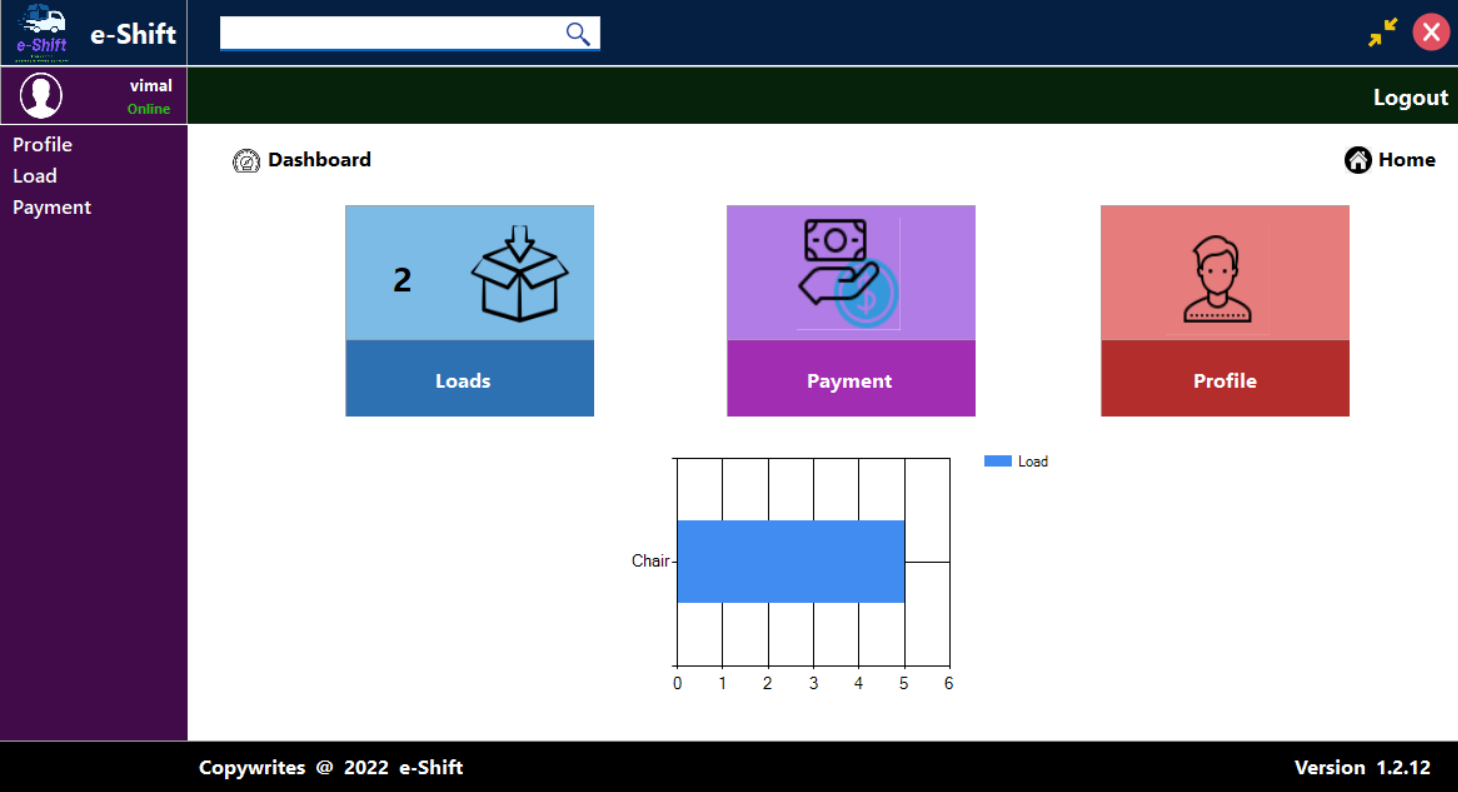 e-Shift
e-Shift
vimal
Online
Logout
Profile
Load
Payment
Dashboard
Home
2
Loads
Payment
Profile
Load
Chair
0 1 2 3 4 5 6
Copywrites @ 2022 e-Shift
Version 1.2.12